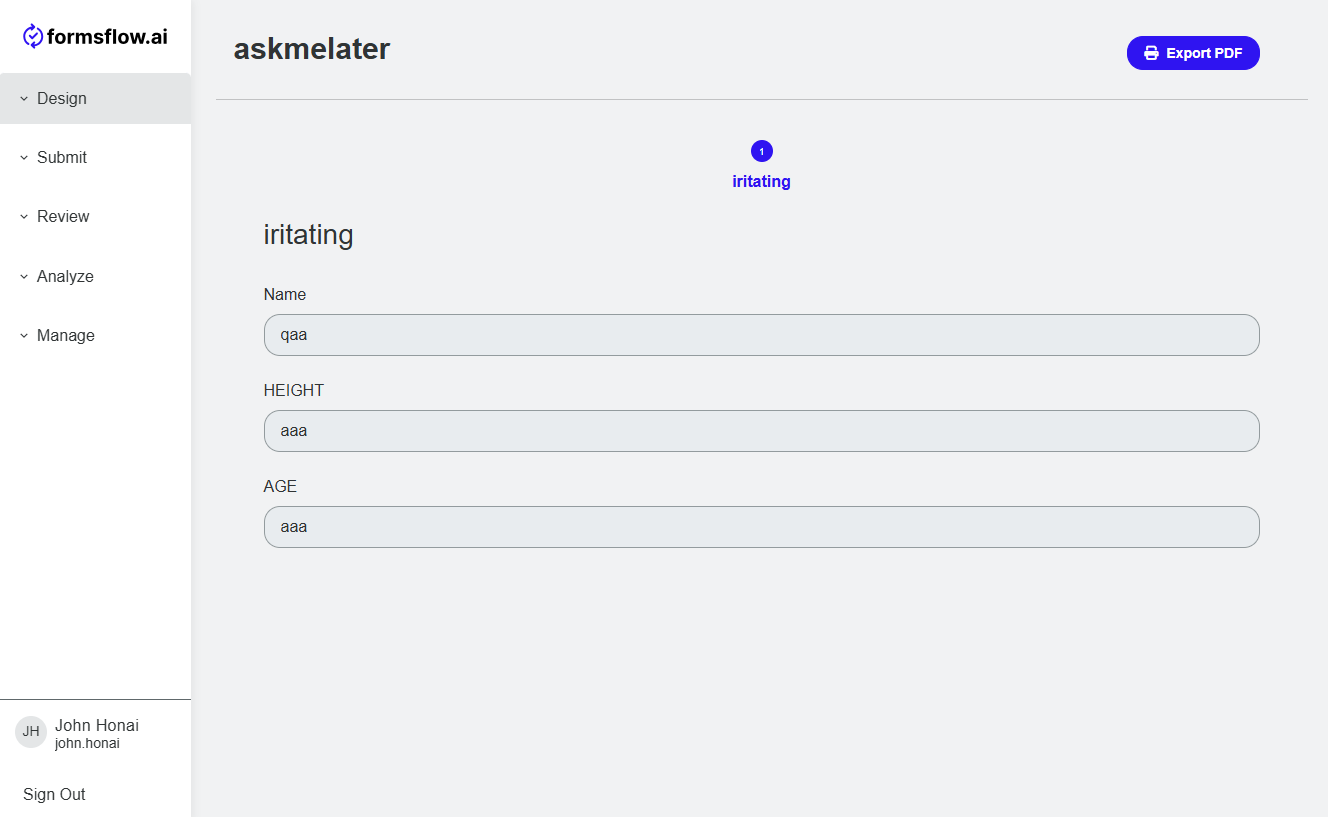 formsflow.ai
Design
Submit
Review
Analyze
Manage
John Honai
JH
john.honai
Sign Out
askmelater
Export PDF
1
iritating
iritating
Name
qaa
HEIGHT
aaa
AGE
aaa